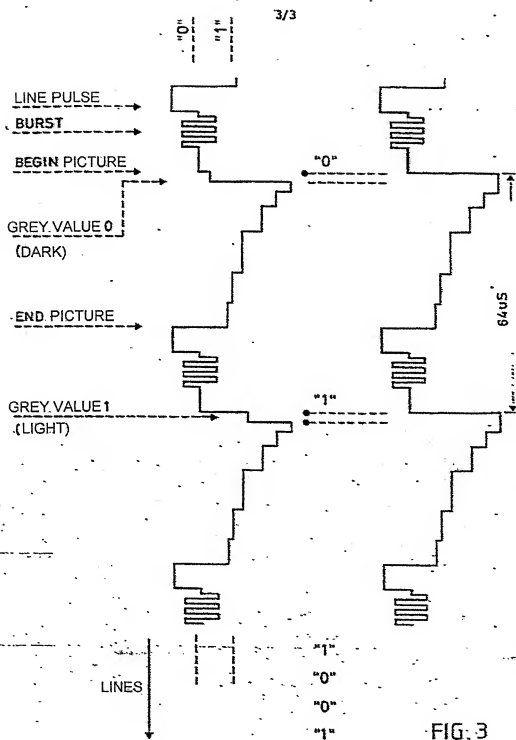 3/3
"0"
"1"
LINE PULSE
BURST
BEGIN PICTURE
"0"
GREY VALUE 0
(DARK)
64uS
END PICTURE
GREY VALUE 1
(LIGHT)
"1"
LINES
"1"
"0"
"0"
"1"
FIG. 3